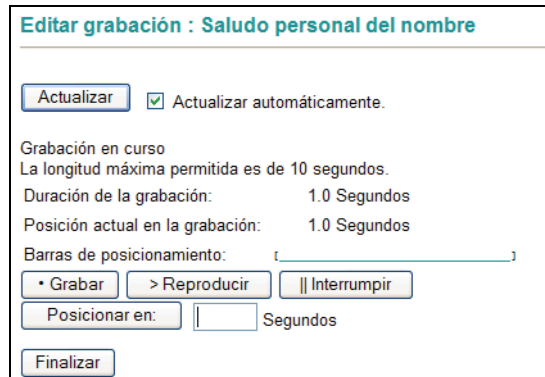 Editar grabación : Saludo personal del nombre
Actualizar Actualizar automáticamente.
Grabación en curso
La longitud máxima permitida es de 10 segundos.
Duración de la grabación: 1.0 Segundos
Posición actual en la grabación: 1.0 Segundos
Barras de posicionamiento: [ ]
• Grabar > Reproducir || Interrumpir
Posicionar en: Segundos
Finalizar